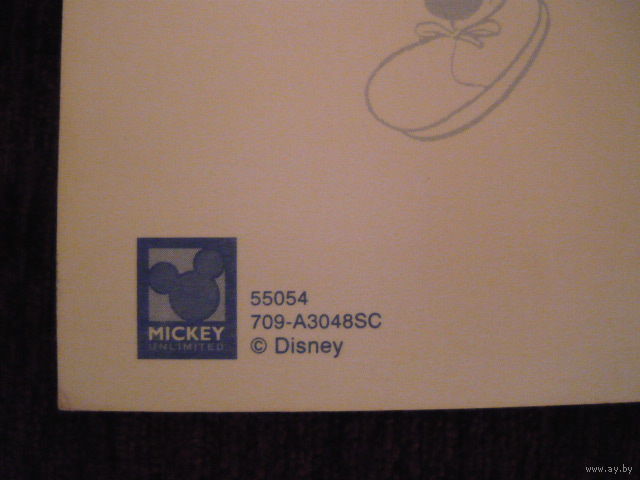 MICKEY
UNLIMITED
55054
709-A3048SC
© Disney
www.ay.by